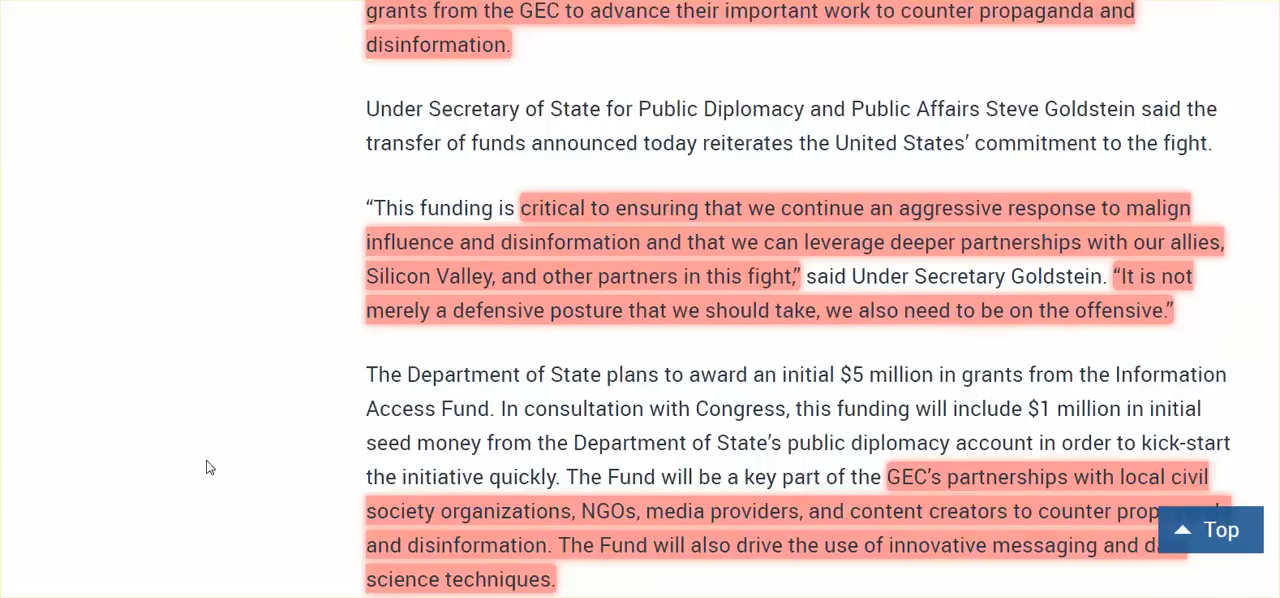 grants from the GEC to advance their important work to counter propaganda and
disinformation.
Under Secretary of State for Public Diplomacy and Public Affairs Steve Goldstein said the
transfer of funds announced today reiterates the United States’ commitment to the fight.
“This funding is critical to ensuring that we continue an aggressive response to malign
influence and disinformation and that we can leverage deeper partnerships with our allies,
Silicon Valley, and other partners in this fight,” said Under Secretary Goldstein. “It is not
merely a defensive posture that we should take, we also need to be on the offensive.”
The Department of State plans to award an initial $5 million in grants from the Information
Access Fund. In consultation with Congress, this funding will include $1 million in initial
seed money from the Department of State’s public diplomacy account in order to kick-start
the initiative quickly. The Fund will be a key part of the GEC’s partnerships with local civil
society organizations, NGOs, media providers, and content creators to counter
and disinformation. The Fund will also drive the use of innovative messaging and
science techniques.
Top